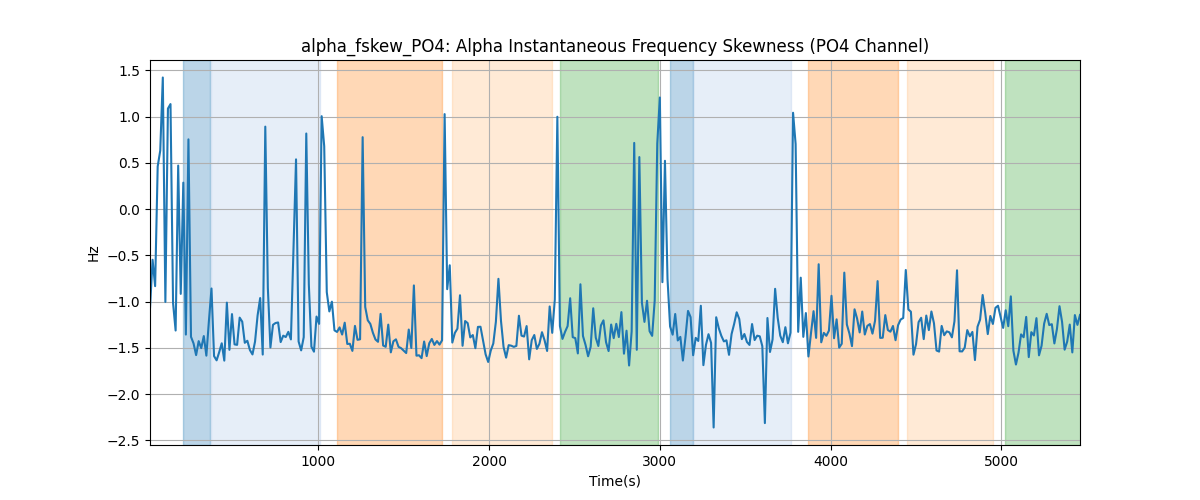 alpha_fskew_PO4: Alpha Instantaneous Frequency Skewness (PO4 Channel)
1.5
1.0
0.5
0.0
−0.5
−1.0
−1.5
−2.0
−2.5
Hz
1000 2000 3000 4000 5000
Time(s)